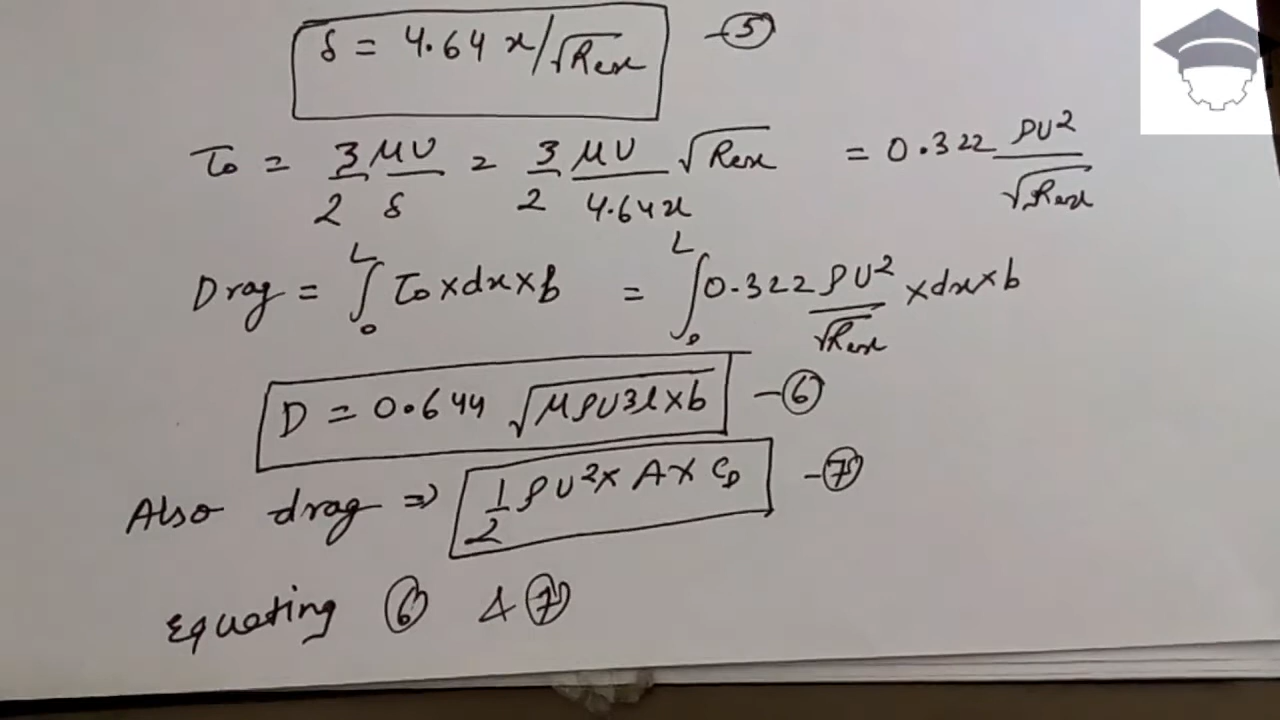 δ = 4.64 x/√Rex -⑤
τo = 3/2 μU/δ = 3/2 μU/4.64x √Rex = 0.322 ρU²/√Rex
Drag = ∫₀ᴸ τo×dx×b = ∫₀ᴸ 0.322 ρU²/√Rex ×dx×b
D = 0.644 √μρU3l×b -⑥
Also drag ⇒ 1/2 ρU²× A× CD -⑦
Equating ⑥ & ⑦